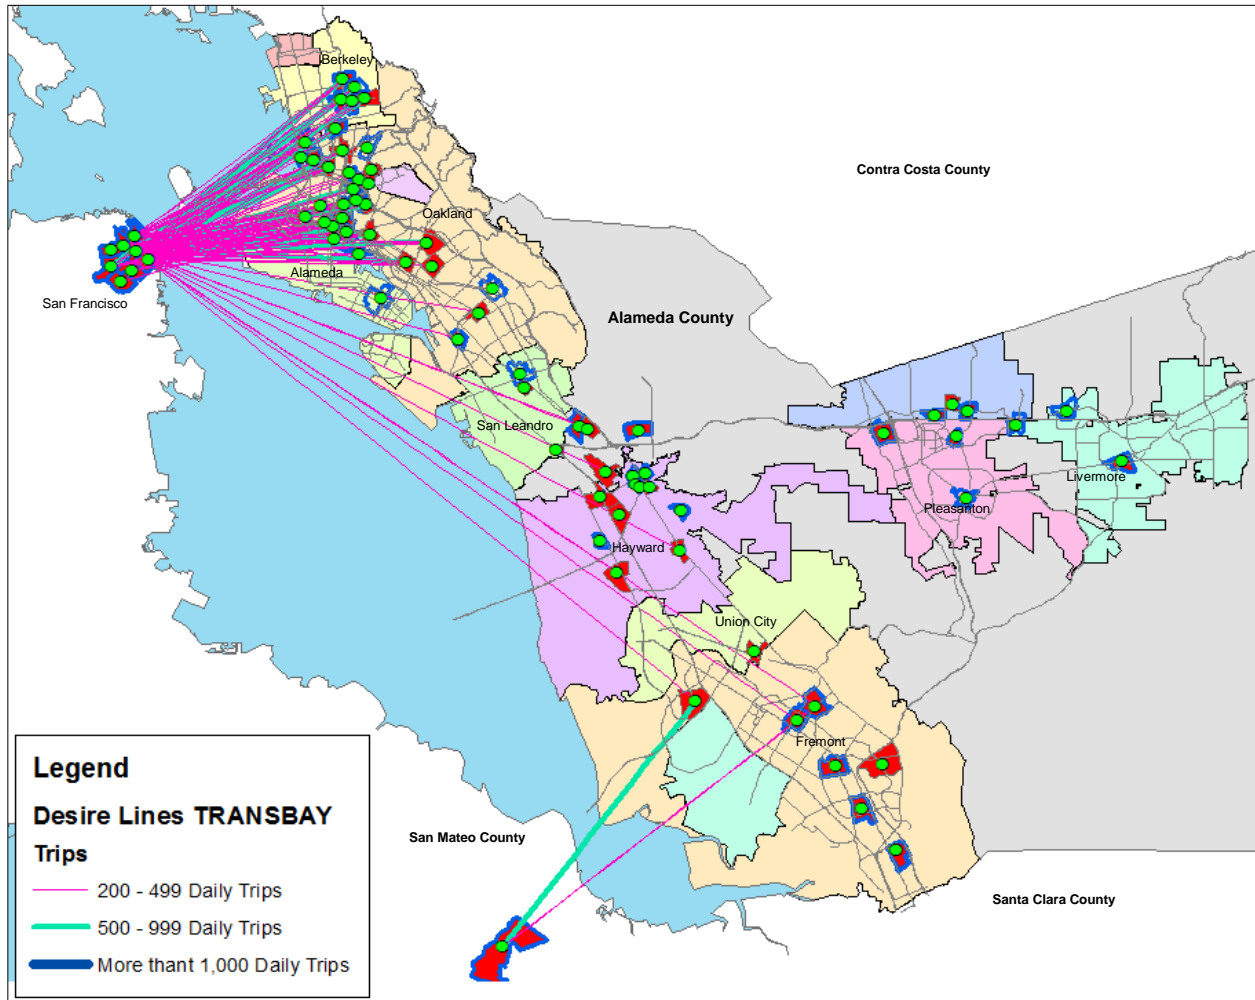 Berkeley
Contra Costa County
Oakland
Alameda
San Francisco
Alameda County
San Leandro
Livermore
Pleasanton
Hayward
Union City
Fremont
San Mateo County
Santa Clara County
Legend
Desire Lines TRANSBAY
Trips
200 - 499 Daily Trips
500 - 999 Daily Trips
More thant 1,000 Daily Trips